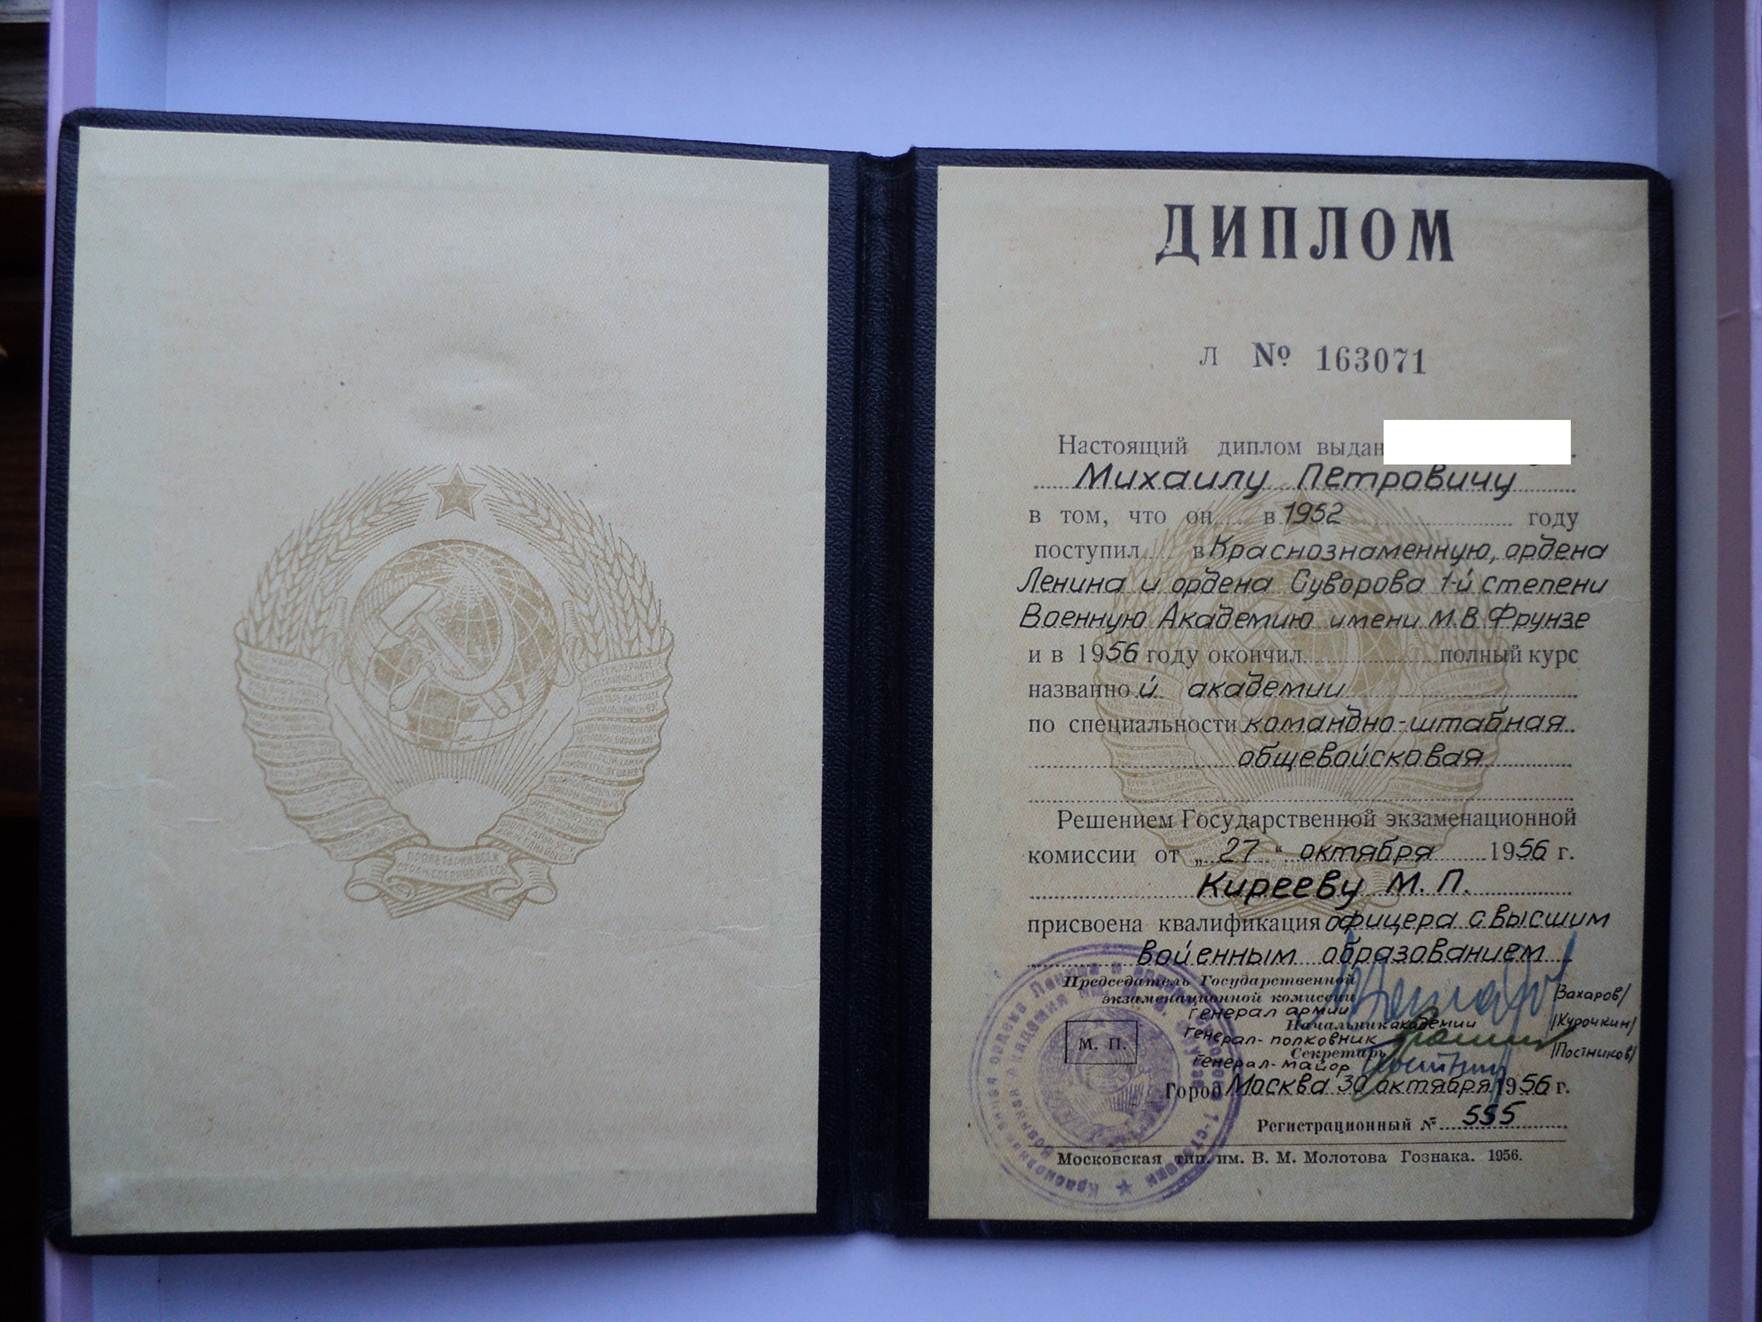 ПРОЛЕТАРИИ ВСЕХ
СТРАН, СОЕДИНЯЙТЕСЬ!
ДИПЛОМ
Л № 163071
Настоящий диплом выдан
Михаилу Петровичу
в том, что он в 1952 году
поступил в Краснознаменную, ордена
Ленина и ордена Суворова 1-й степени
Военную Академию имени М.В.Фрунзе
и в 1956 году окончил полный курс
названной академии
по специальности командно-штабная
общевойсковая
Решением Государственной экзаменационной
комиссии от „27“ октября 1956 г.
Кирееву М. П.
присвоена квалификация офицера с высшим
военным образованием
Председатель Государственной
экзаменационной комиссии
Генерал армии /Захаров/
Начальник академии
Генерал-полковник /Курочкин/
Секретарь
Генерал-майор /Постников/
М. П.
Город Москва 30 октября 1956 г.
Регистрационный № 555
Московская тип. им. В. М. Молотова Гознака. 1956.